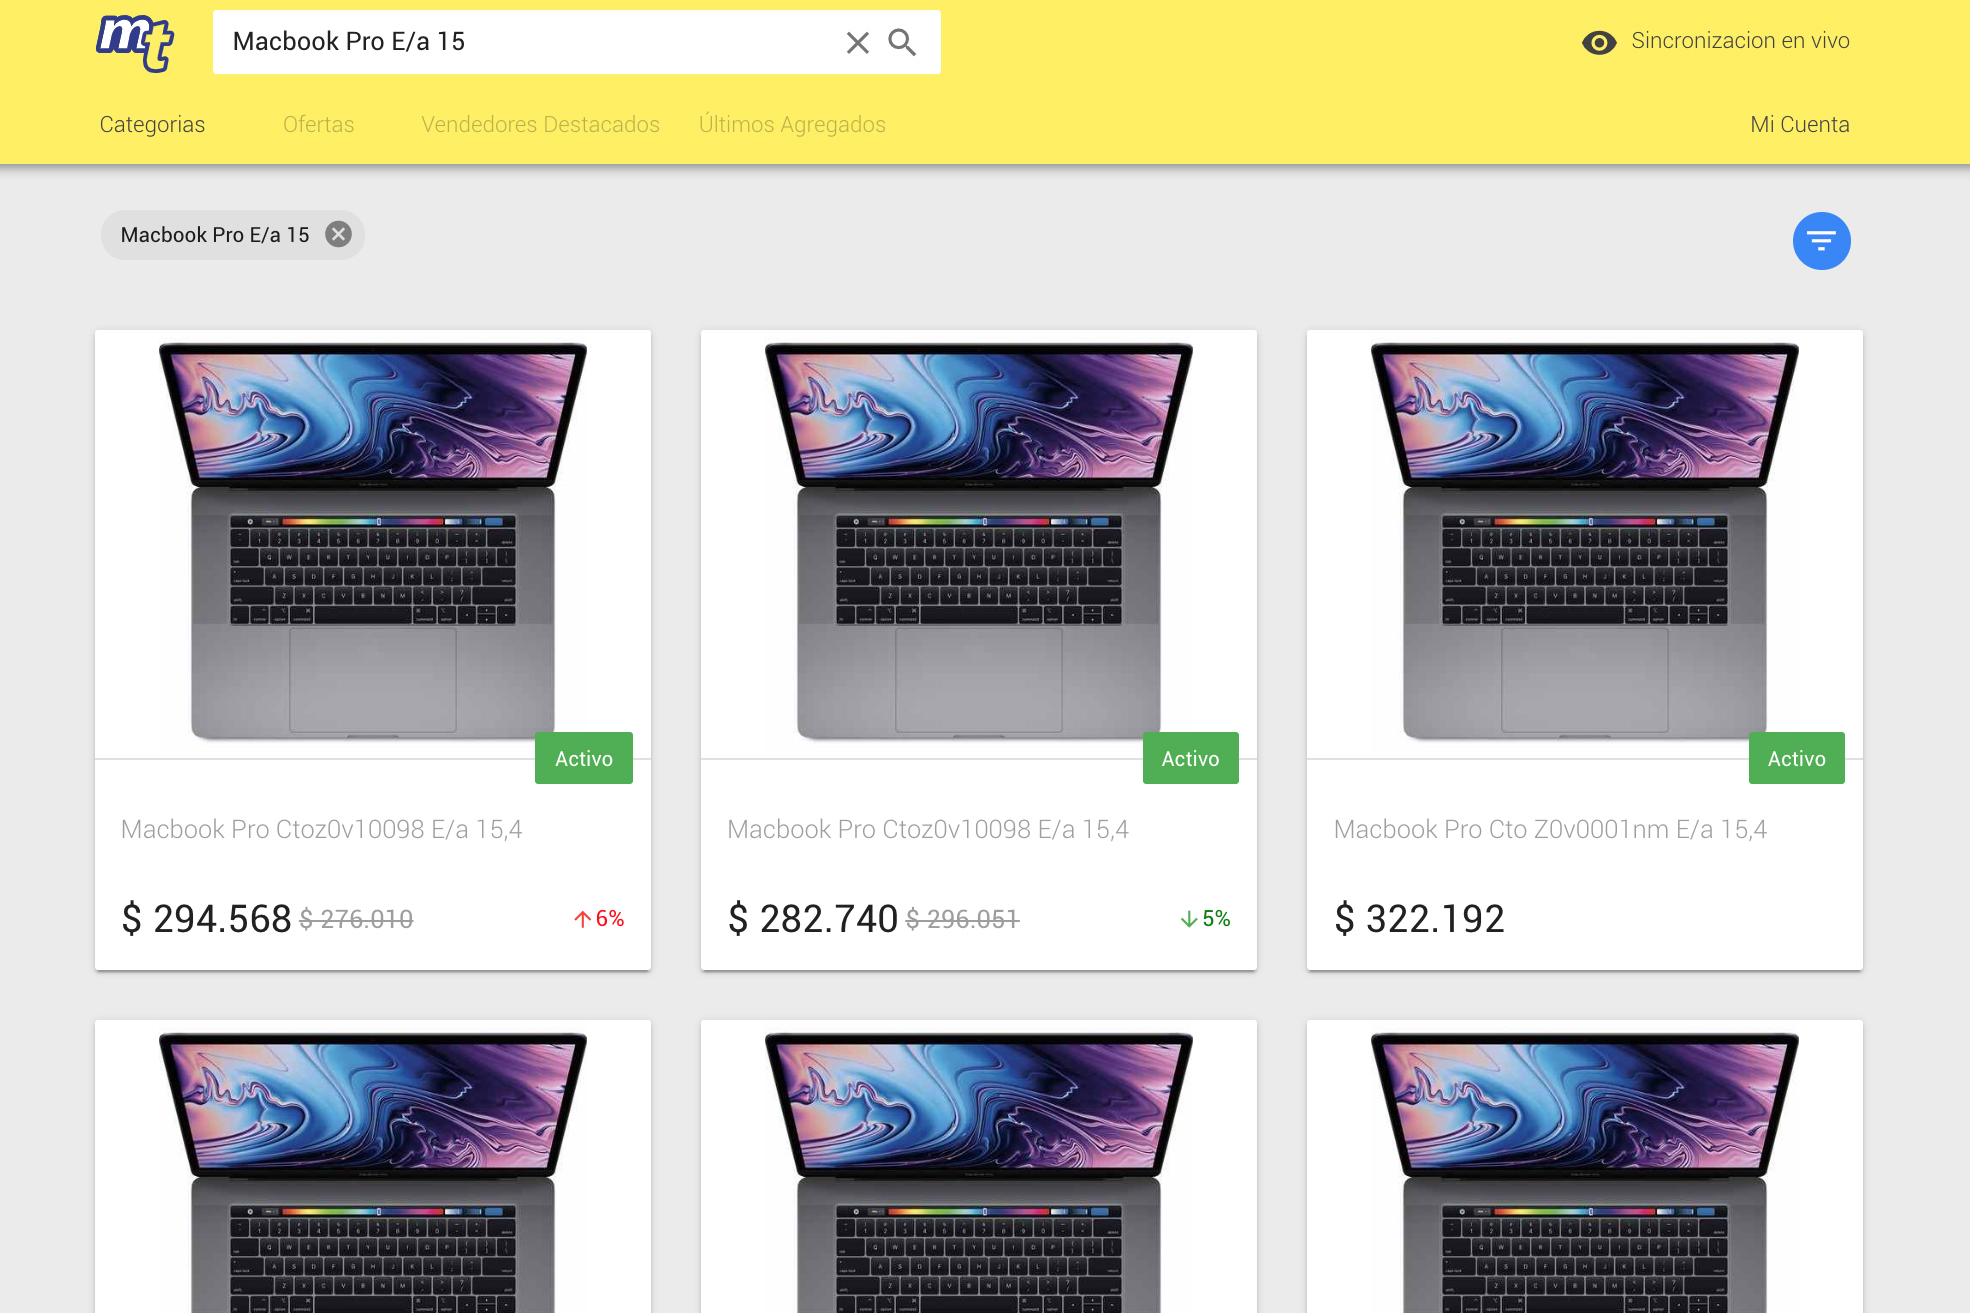 mt
Macbook Pro E/a 15
Sincronizacion en vivo
Categorias Ofertas Vendedores Destacados Últimos Agregados Mi Cuenta
Macbook Pro E/a 15
Activo
Macbook Pro Ctoz0v10098 E/a 15,4
$ 294.568 $ 276.010 6%
Activo
Macbook Pro Ctoz0v10098 E/a 15,4
$ 282.740 $ 296.051 5%
Activo
Macbook Pro Cto Z0v0001nm E/a 15,4
$ 322.192